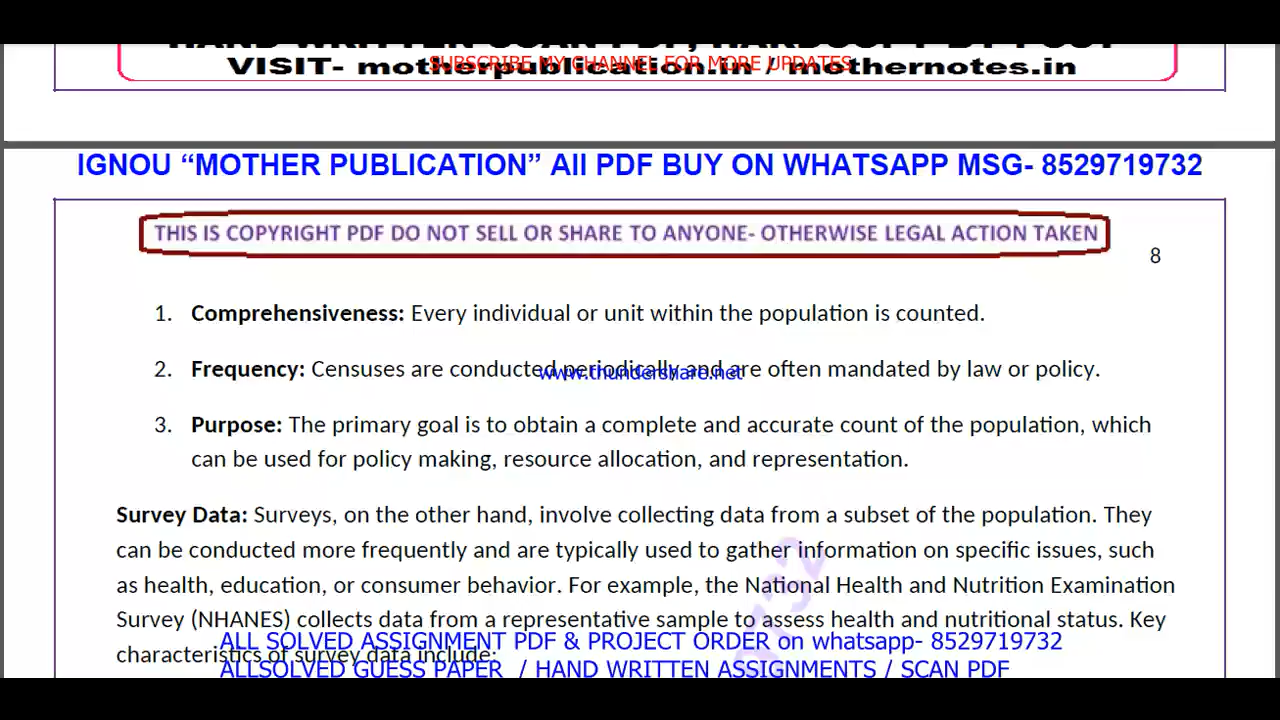 HAND WRITTEN SCAN PDF, HARDCOPY BY POST
SUBSCRIBE MY CHANNEL FOR MORE UPDATES
VISIT- motherpublication.in / mothernotes.in
IGNOU “MOTHER PUBLICATION” All PDF BUY ON WHATSAPP MSG- 8529719732
THIS IS COPYRIGHT PDF DO NOT SELL OR SHARE TO ANYONE- OTHERWISE LEGAL ACTION TAKEN
8
1. Comprehensiveness: Every individual or unit within the population is counted.
2. Frequency: Censuses are conducted periodically and are often mandated by law or policy.
www.thundershare.net
3. Purpose: The primary goal is to obtain a complete and accurate count of the population, which
can be used for policy making, resource allocation, and representation.
Survey Data: Surveys, on the other hand, involve collecting data from a subset of the population. They
can be conducted more frequently and are typically used to gather information on specific issues, such
as health, education, or consumer behavior. For example, the National Health and Nutrition Examination
Survey (NHANES) collects data from a representative sample to assess health and nutritional status. Key
ALL SOLVED ASSIGNMENT PDF & PROJECT ORDER on whatsapp- 8529719732
characteristics of survey data include:
ALLSOLVED GUESS PAPER / HAND WRITTEN ASSIGNMENTS / SCAN PDF
9732